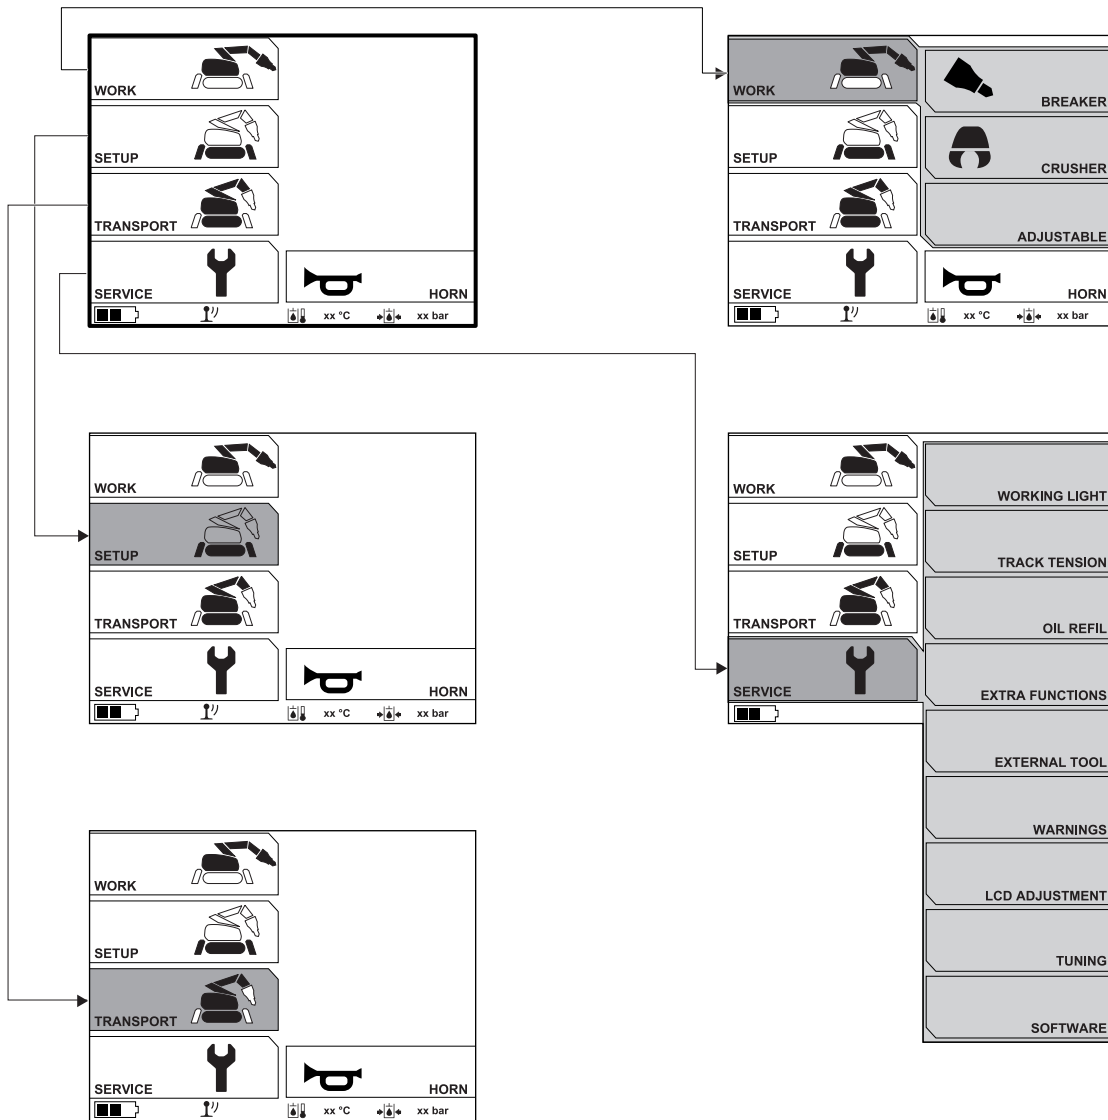 WORK
SETUP
TRANSPORT
SERVICE
HORN
xx °C
xx bar
WORK
BREAKER
SETUP
CRUSHER
TRANSPORT
ADJUSTABLE
SERVICE
HORN
xx °C
xx bar
WORK
SETUP
TRANSPORT
SERVICE
HORN
xx °C
xx bar
WORK
WORKING LIGHT
SETUP
TRACK TENSION
TRANSPORT
OIL REFIL
SERVICE
EXTRA FUNCTIONS
EXTERNAL TOOL
WARNINGS
LCD ADJUSTMENT
TUNING
SOFTWARE
WORK
SETUP
TRANSPORT
SERVICE
HORN
xx °C
xx bar